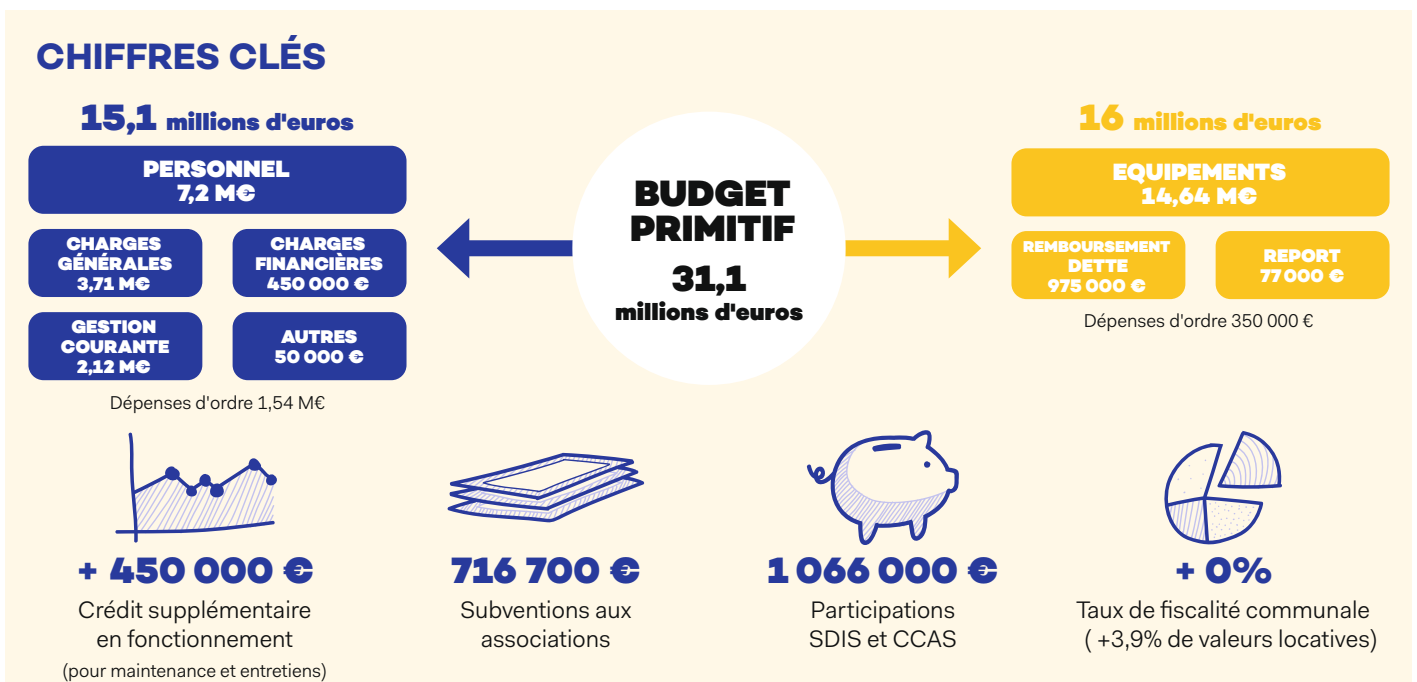 CHIFFRES CLÉS
15,1 millions d'euros
PERSONNEL
7,2 M€
CHARGES
GÉNÉRALES
3,71 M€
CHARGES
FINANCIÈRES
450 000 €
GESTION
COURANTE
2,12 M€
AUTRES
50 000 €
Dépenses d'ordre 1,54 M€
BUDGET
PRIMITIF
31,1
millions d'euros
16 millions d'euros
EQUIPEMENTS
14,64 M€
REMBOURSEMENT
DETTE
975 000 €
REPORT
77 000 €
Dépenses d'ordre 350 000 €
+ 450 000 €
Crédit supplémentaire
en fonctionnement
(pour maintenance et entretiens)
716 700 €
Subventions aux
associations
1 066 000 €
Participations
SDIS et CCAS
+ 0%
Taux de fiscalité communale
( +3,9% de valeurs locatives)